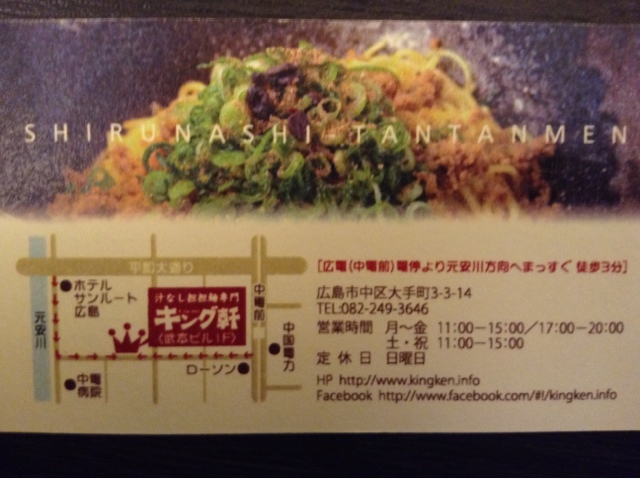 SHIRUNASHI-TANTANMEN
平和大通り
ホテル
サンルート
広島
汁なし担担麺専門
キング軒
(武本ビル1F)
元安川
中電前
中国電力
ローソン
中電
病院
[広電(中電前)電停より元安川方向へまっすぐ 徒歩3分]
広島市中区大手町3-3-14
TEL:082-249-3646
営業時間 月〜金 11:00−15:00/17:00−20:00
土・祝 11:00−15:00
定休日 日曜日
HP http://www.kingken.info
Facebook http://www.facebook.com/#!/kingken.info